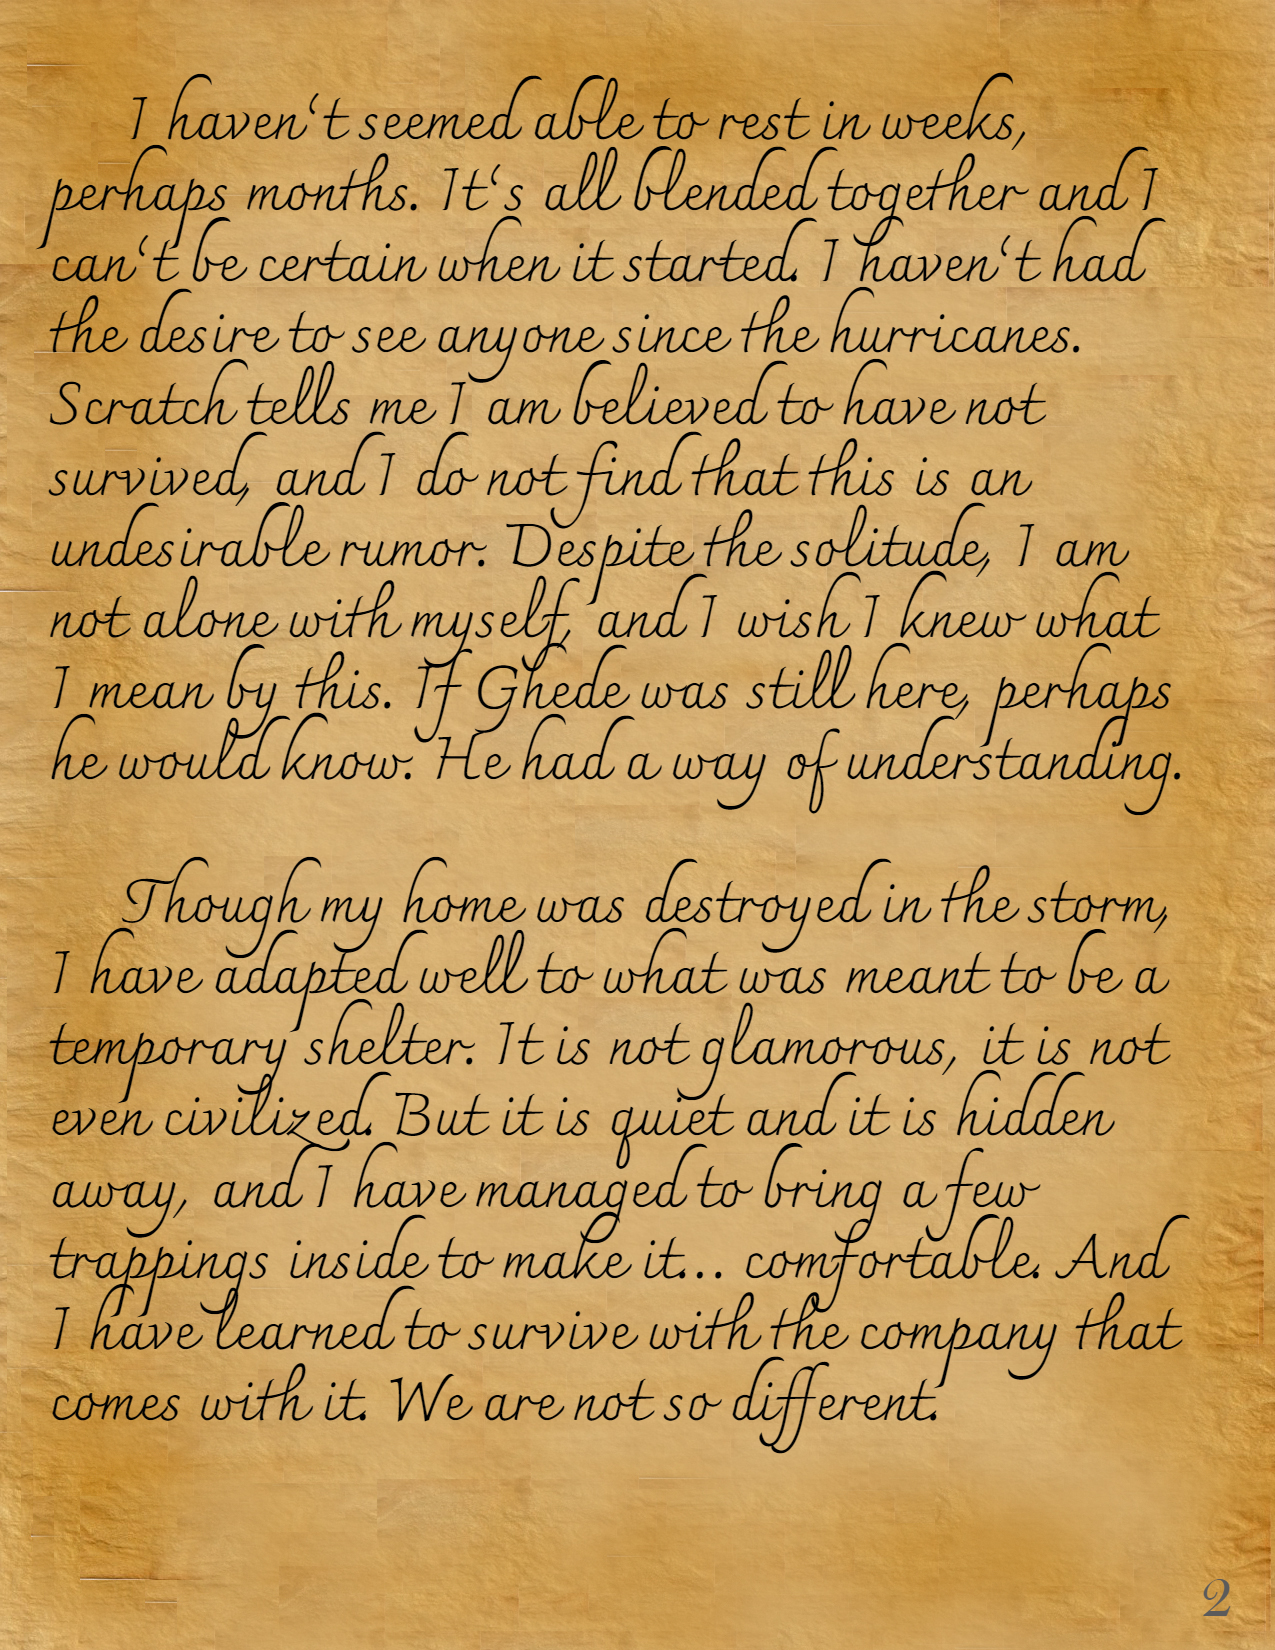 I haven't seemed able to rest in weeks,
perhaps months. It's all blended together and I
can't be certain when it started. I haven't had
the desire to see anyone since the hurricanes.
Scratch tells me I am believed to have not
survived, and I do not find that this is an
undesirable rumor. Despite the solitude, I am
not alone with myself, and I wish I knew what
I mean by this. If Ghede was still here, perhaps
he would know. He had a way of understanding.
Though my home was destroyed in the storm,
I have adapted well to what was meant to be a
temporary shelter. It is not glamorous, it is not
even civilized. But it is quiet and it is hidden
away, and I have managed to bring a few
trappings inside to make it... comfortable. And
I have learned to survive with the company that
comes with it. We are not so different.
2